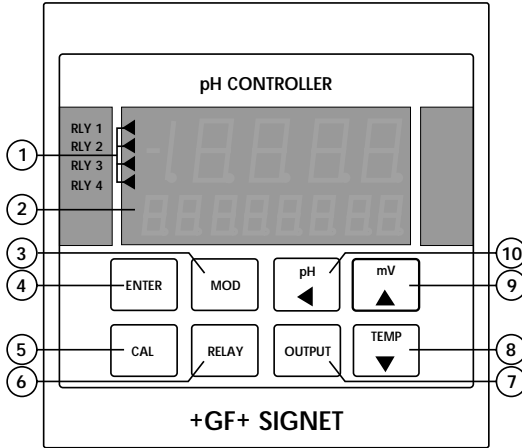 pH CONTROLLER
RLY 1
RLY 2
RLY 3
RLY 4
1
2
3
4
5
6
10
9
8
7
ENTER
MOD
pH
mV
CAL
RELAY
OUTPUT
TEMP
+GF+ SIGNET